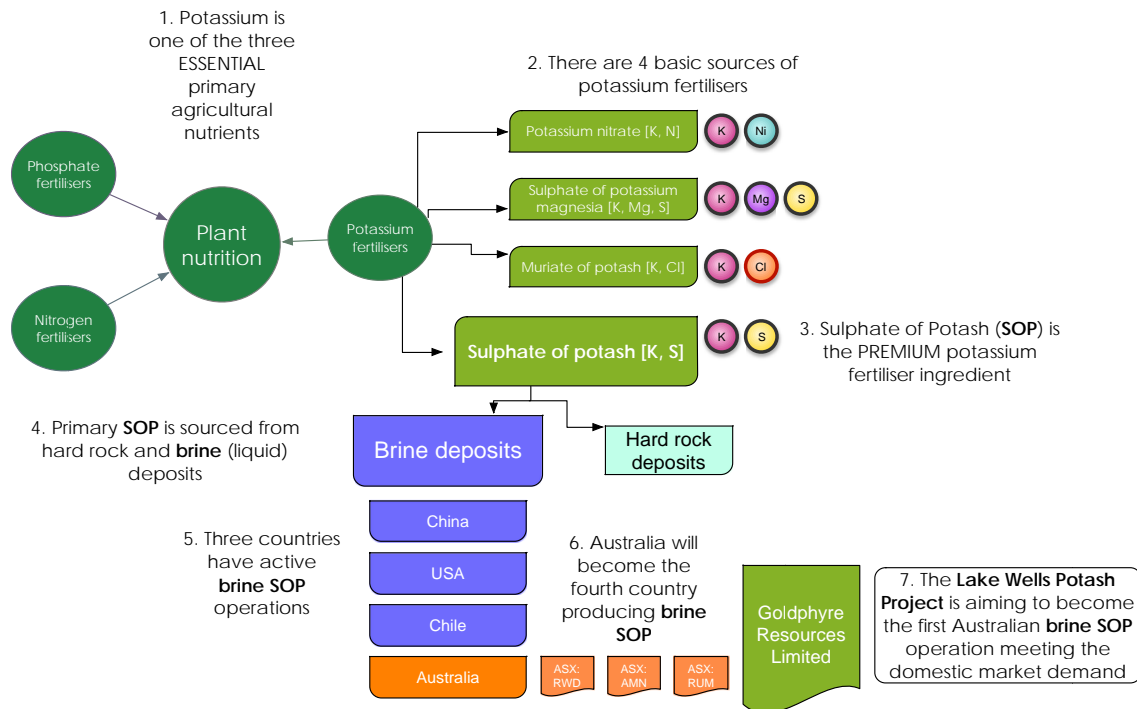 1. Potassium is
one of the three
ESSENTIAL
primary
agricultural
nutrients
2. There are 4 basic sources of
potassium fertilisers
Phosphate
fertilisers
Plant
nutrition
Nitrogen
fertilisers
Potassium
fertilisers
Potassium nitrate [K, N]
K
Ni
Sulphate of potassium
magnesia [K, Mg, S]
K
Mg
S
Muriate of potash [K, Cl]
K
Cl
Sulphate of potash [K, S]
K
S
3. Sulphate of Potash (SOP) is
the PREMIUM potassium
fertiliser ingredient
4. Primary SOP is sourced from
hard rock and brine (liquid)
deposits
Brine deposits
Hard rock
deposits
5. Three countries
have active
brine SOP
operations
China
USA
Chile
Australia
6. Australia will
become the
fourth country
producing brine
SOP
ASX:
RWD
ASX:
AMN
ASX:
RUM
Goldphyre
Resources
Limited
7. The Lake Wells Potash
Project is aiming to become
the first Australian brine SOP
operation meeting the
domestic market demand